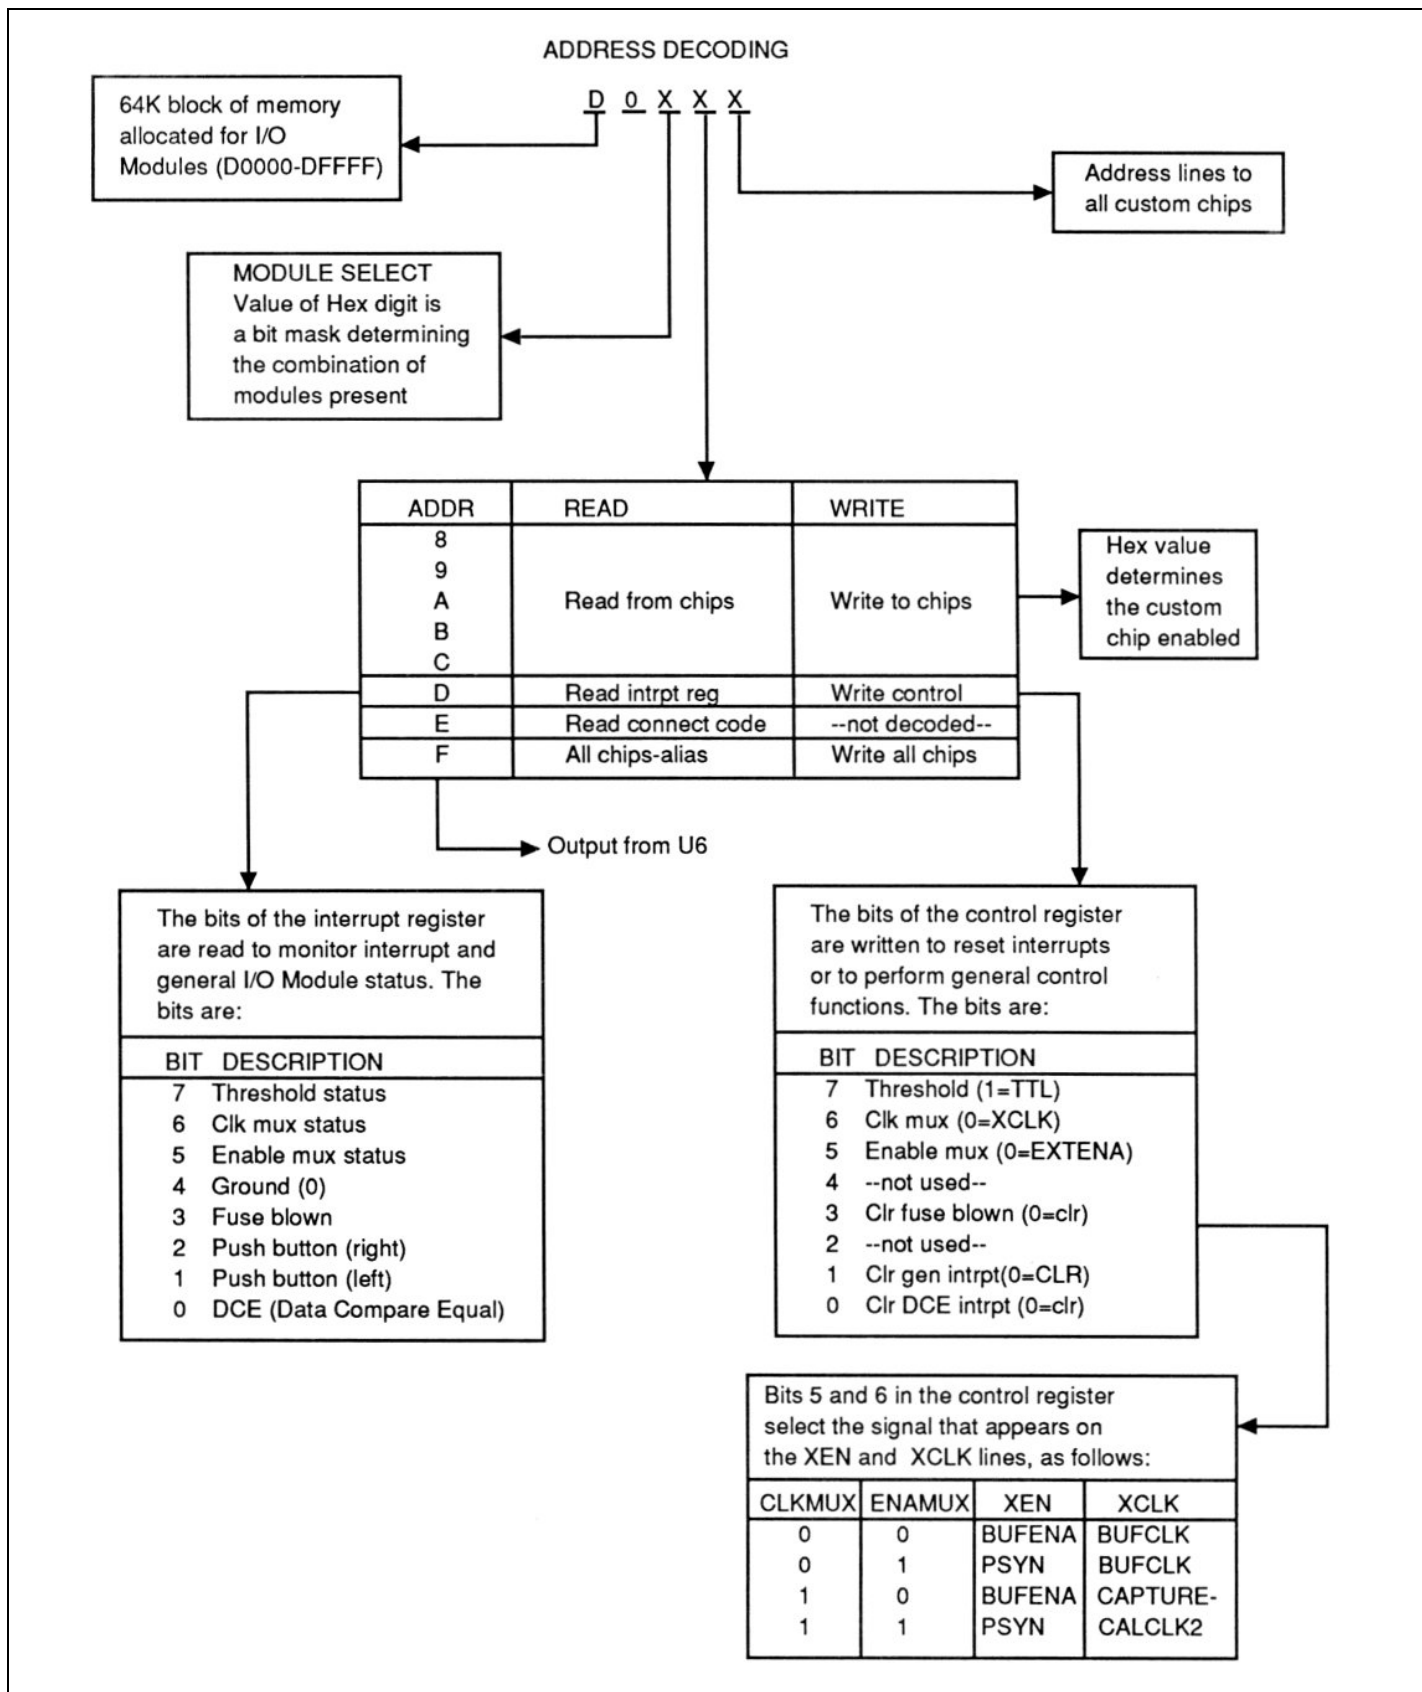 ADDRESS DECODING
D 0 X X X
64K block of memory
allocated for I/O
Modules (D0000-DFFFF)
Address lines to
all custom chips
MODULE SELECT
Value of Hex digit is
a bit mask determining
the combination of
modules present
ADDR READ WRITE
8
9
A Read from chips Write to chips
B
C
D Read intrpt reg Write control
E Read connect code --not decoded--
F All chips-alias Write all chips
Hex value
determines
the custom
chip enabled
Output from U6
The bits of the interrupt register
are read to monitor interrupt and
general I/O Module status. The
bits are:
BIT DESCRIPTION
7 Threshold status
6 Clk mux status
5 Enable mux status
4 Ground (0)
3 Fuse blown
2 Push button (right)
1 Push button (left)
0 DCE (Data Compare Equal)
The bits of the control register
are written to reset interrupts
or to perform general control
functions. The bits are:
BIT DESCRIPTION
7 Threshold (1=TTL)
6 Clk mux (0=XCLK)
5 Enable mux (0=EXTENA)
4 --not used--
3 Clr fuse blown (0=clr)
2 --not used--
1 Clr gen intrpt(0=CLR)
0 Clr DCE intrpt (0=clr)
Bits 5 and 6 in the control register
select the signal that appears on
the XEN and XCLK lines, as follows:
CLKMUX ENAMUX XEN XCLK
0 0 BUFENA BUFCLK
0 1 PSYN BUFCLK
1 0 BUFENA CAPTURE-
1 1 PSYN CALCLK2